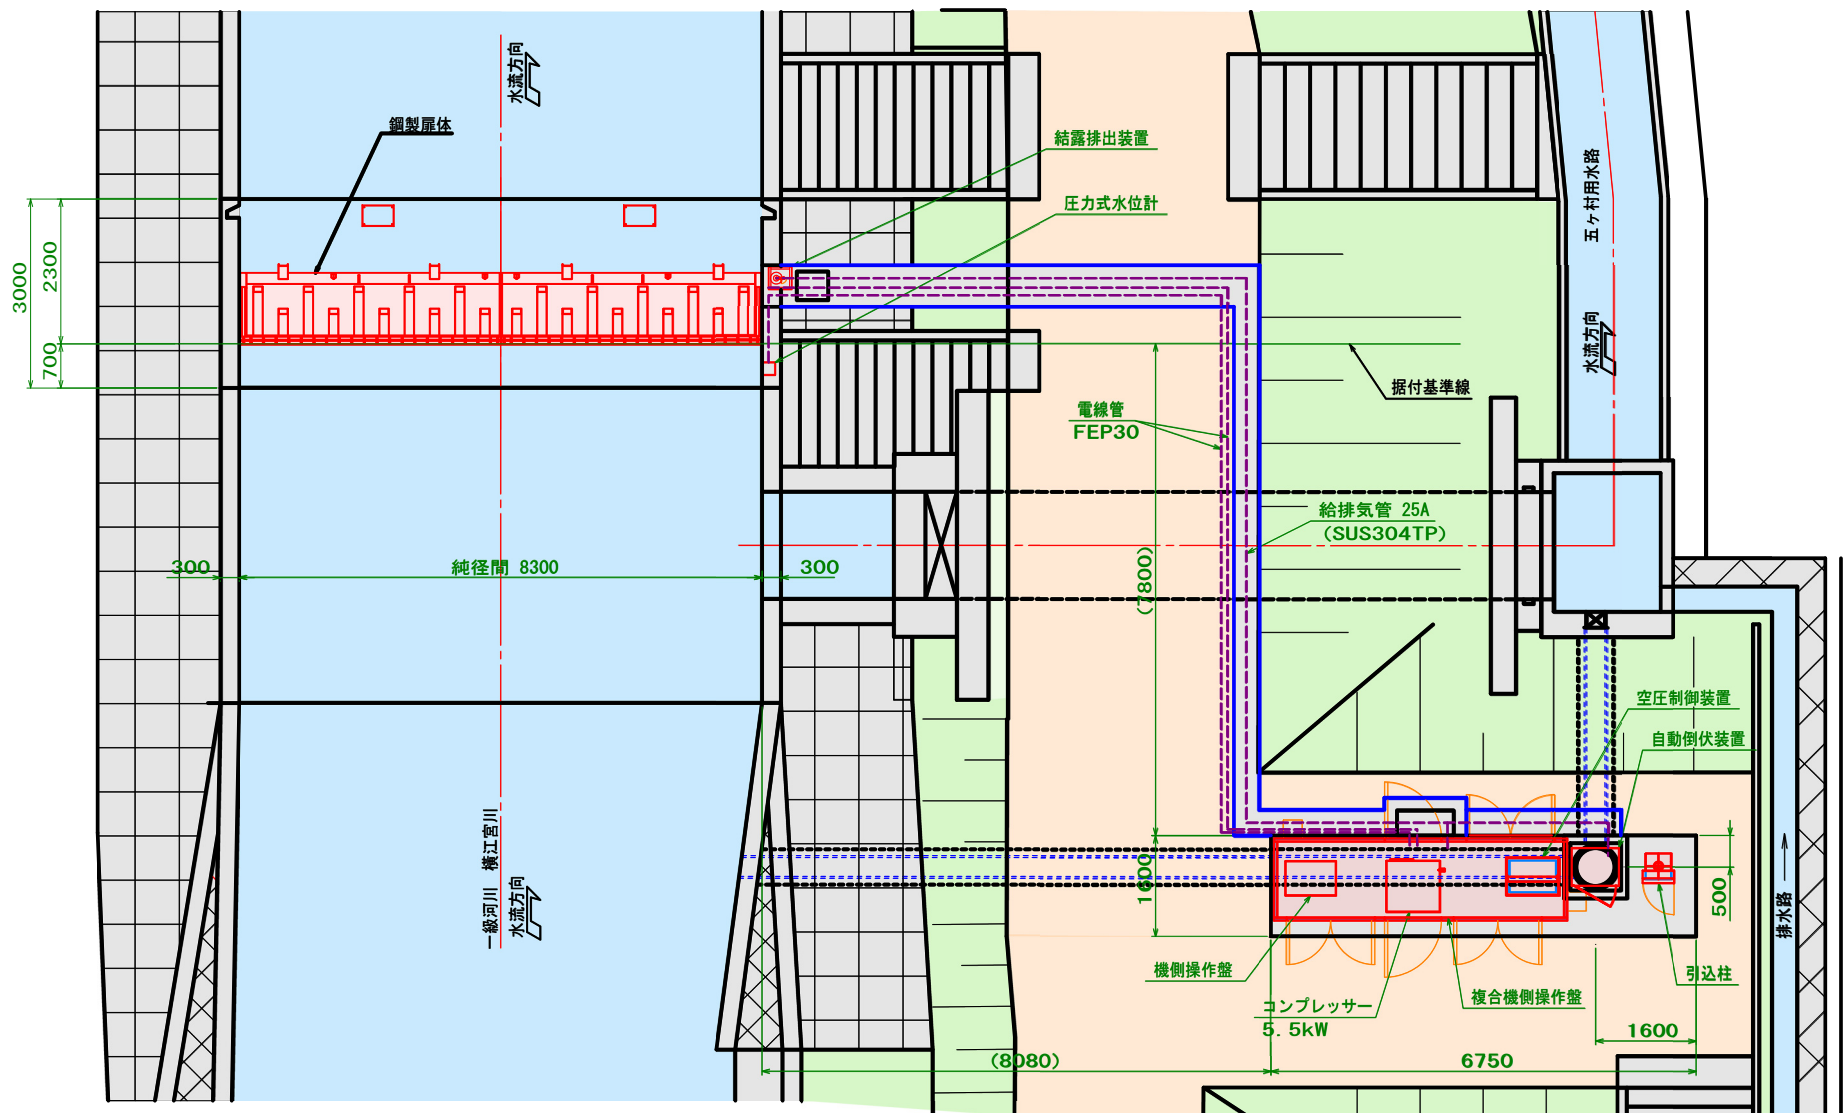 水流方向
鋼製扉体
結露排出装置
圧力式水位計
五ヶ村用水路
3000
2300
700
水流方向
据付基準線
電線管
FEP30
給排気管 25A
(SUS304TP)
300
純径間 8300
300
(7800)
空圧制御装置
自動倒伏装置
一級河川 横江宮川
水流方向
1600
500
排水路
機側操作盤
コンプレッサー
5.5kW
複合機側操作盤
引込柱
1600
(8080)
6750